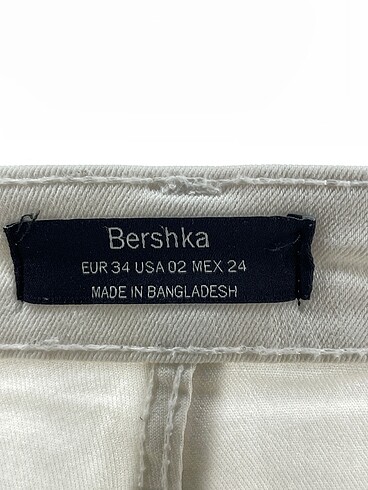 Bershka
EUR 34 USA 02 MEX 24
MADE IN BANGLADESH